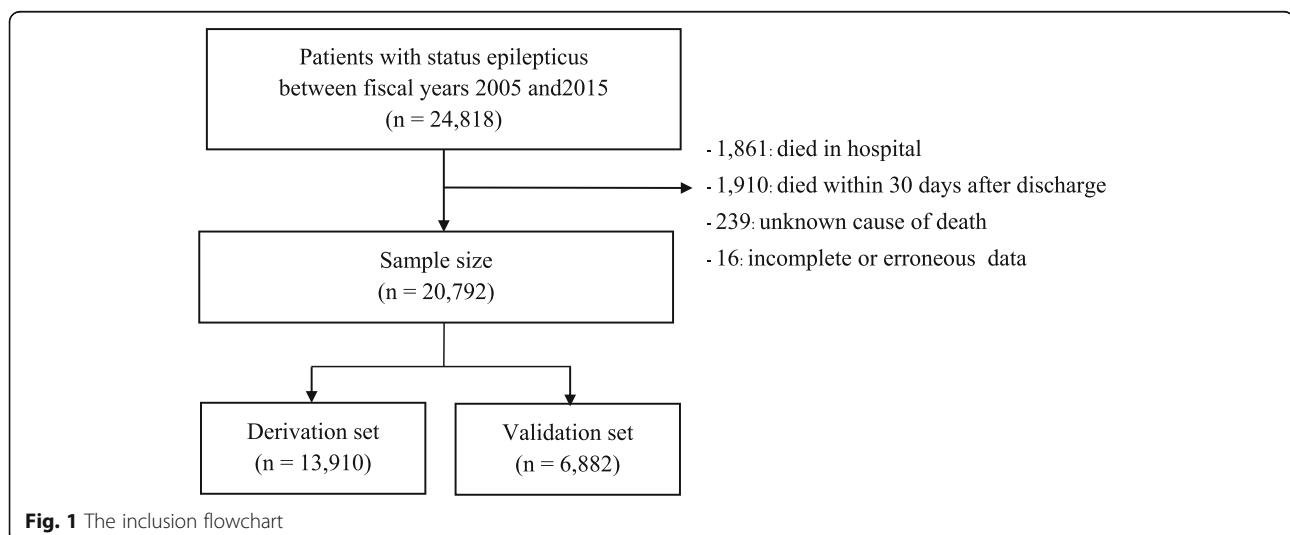 Patients with status epilepticus
between fiscal years 2005 and2015
(n = 24,818)
- 1,861: died in hospital
- 1,910: died within 30 days after discharge
- 239: unknown cause of death
- 16: incomplete or erroneous data
Sample size
(n = 20,792)
Derivation set
(n = 13,910)
Validation set
(n = 6,882)
Fig. 1 The inclusion flowchart